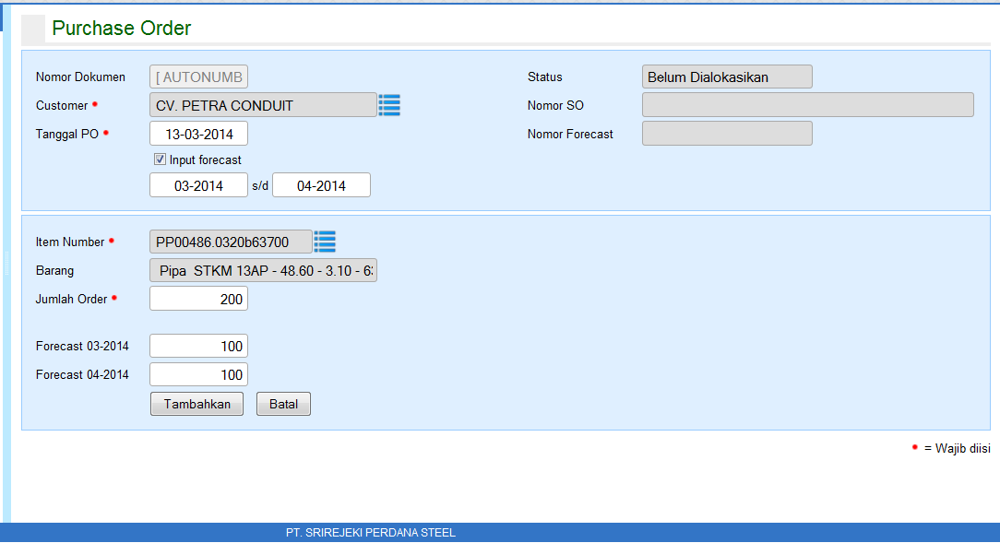 Purchase Order
Nomor Dokumen [ AUTONUMB Status Belum Dialokasikan
Customer • CV. PETRA CONDUIT Nomor SO
Tanggal PO • 13-03-2014 Nomor Forecast
Input forecast
03-2014 s/d 04-2014
Item Number • PP00486.0320b63700
Barang Pipa STKM 13AP - 48.60 - 3.10 - 63
Jumlah Order • 200
Forecast 03-2014 100
Forecast 04-2014 100
Tambahkan Batal
• = Wajib diisi
PT. SRIREJEKI PERDANA STEEL